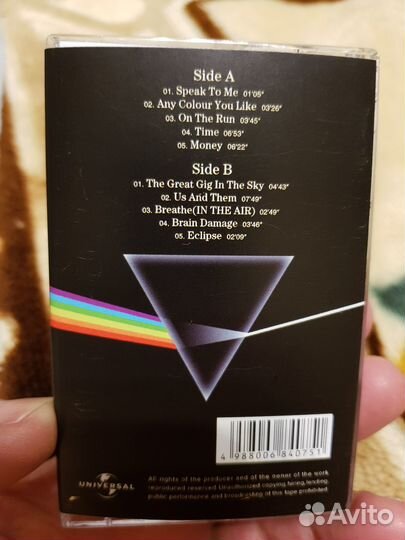 Side A
01. Speak To Me 01'05"
02. Any Colour You Like 03'26"
03. On The Run 03'45"
04. Time 06'53"
05. Money 06'22"
Side B
01. The Great Gig In The Sky 04'43"
02. Us And Them 07'49"
03. Breathe(IN THE AIR) 02'49"
04. Brain Damage 03'46"
05. Eclipse 02'09"
4 988006 840751
UNIVERSAL
All rights of the producer and of the owner of the work
reproduced reserved. Unauthorized copying, hiring, lending,
public performance and broadcasting of this tape prohibited.
Avito